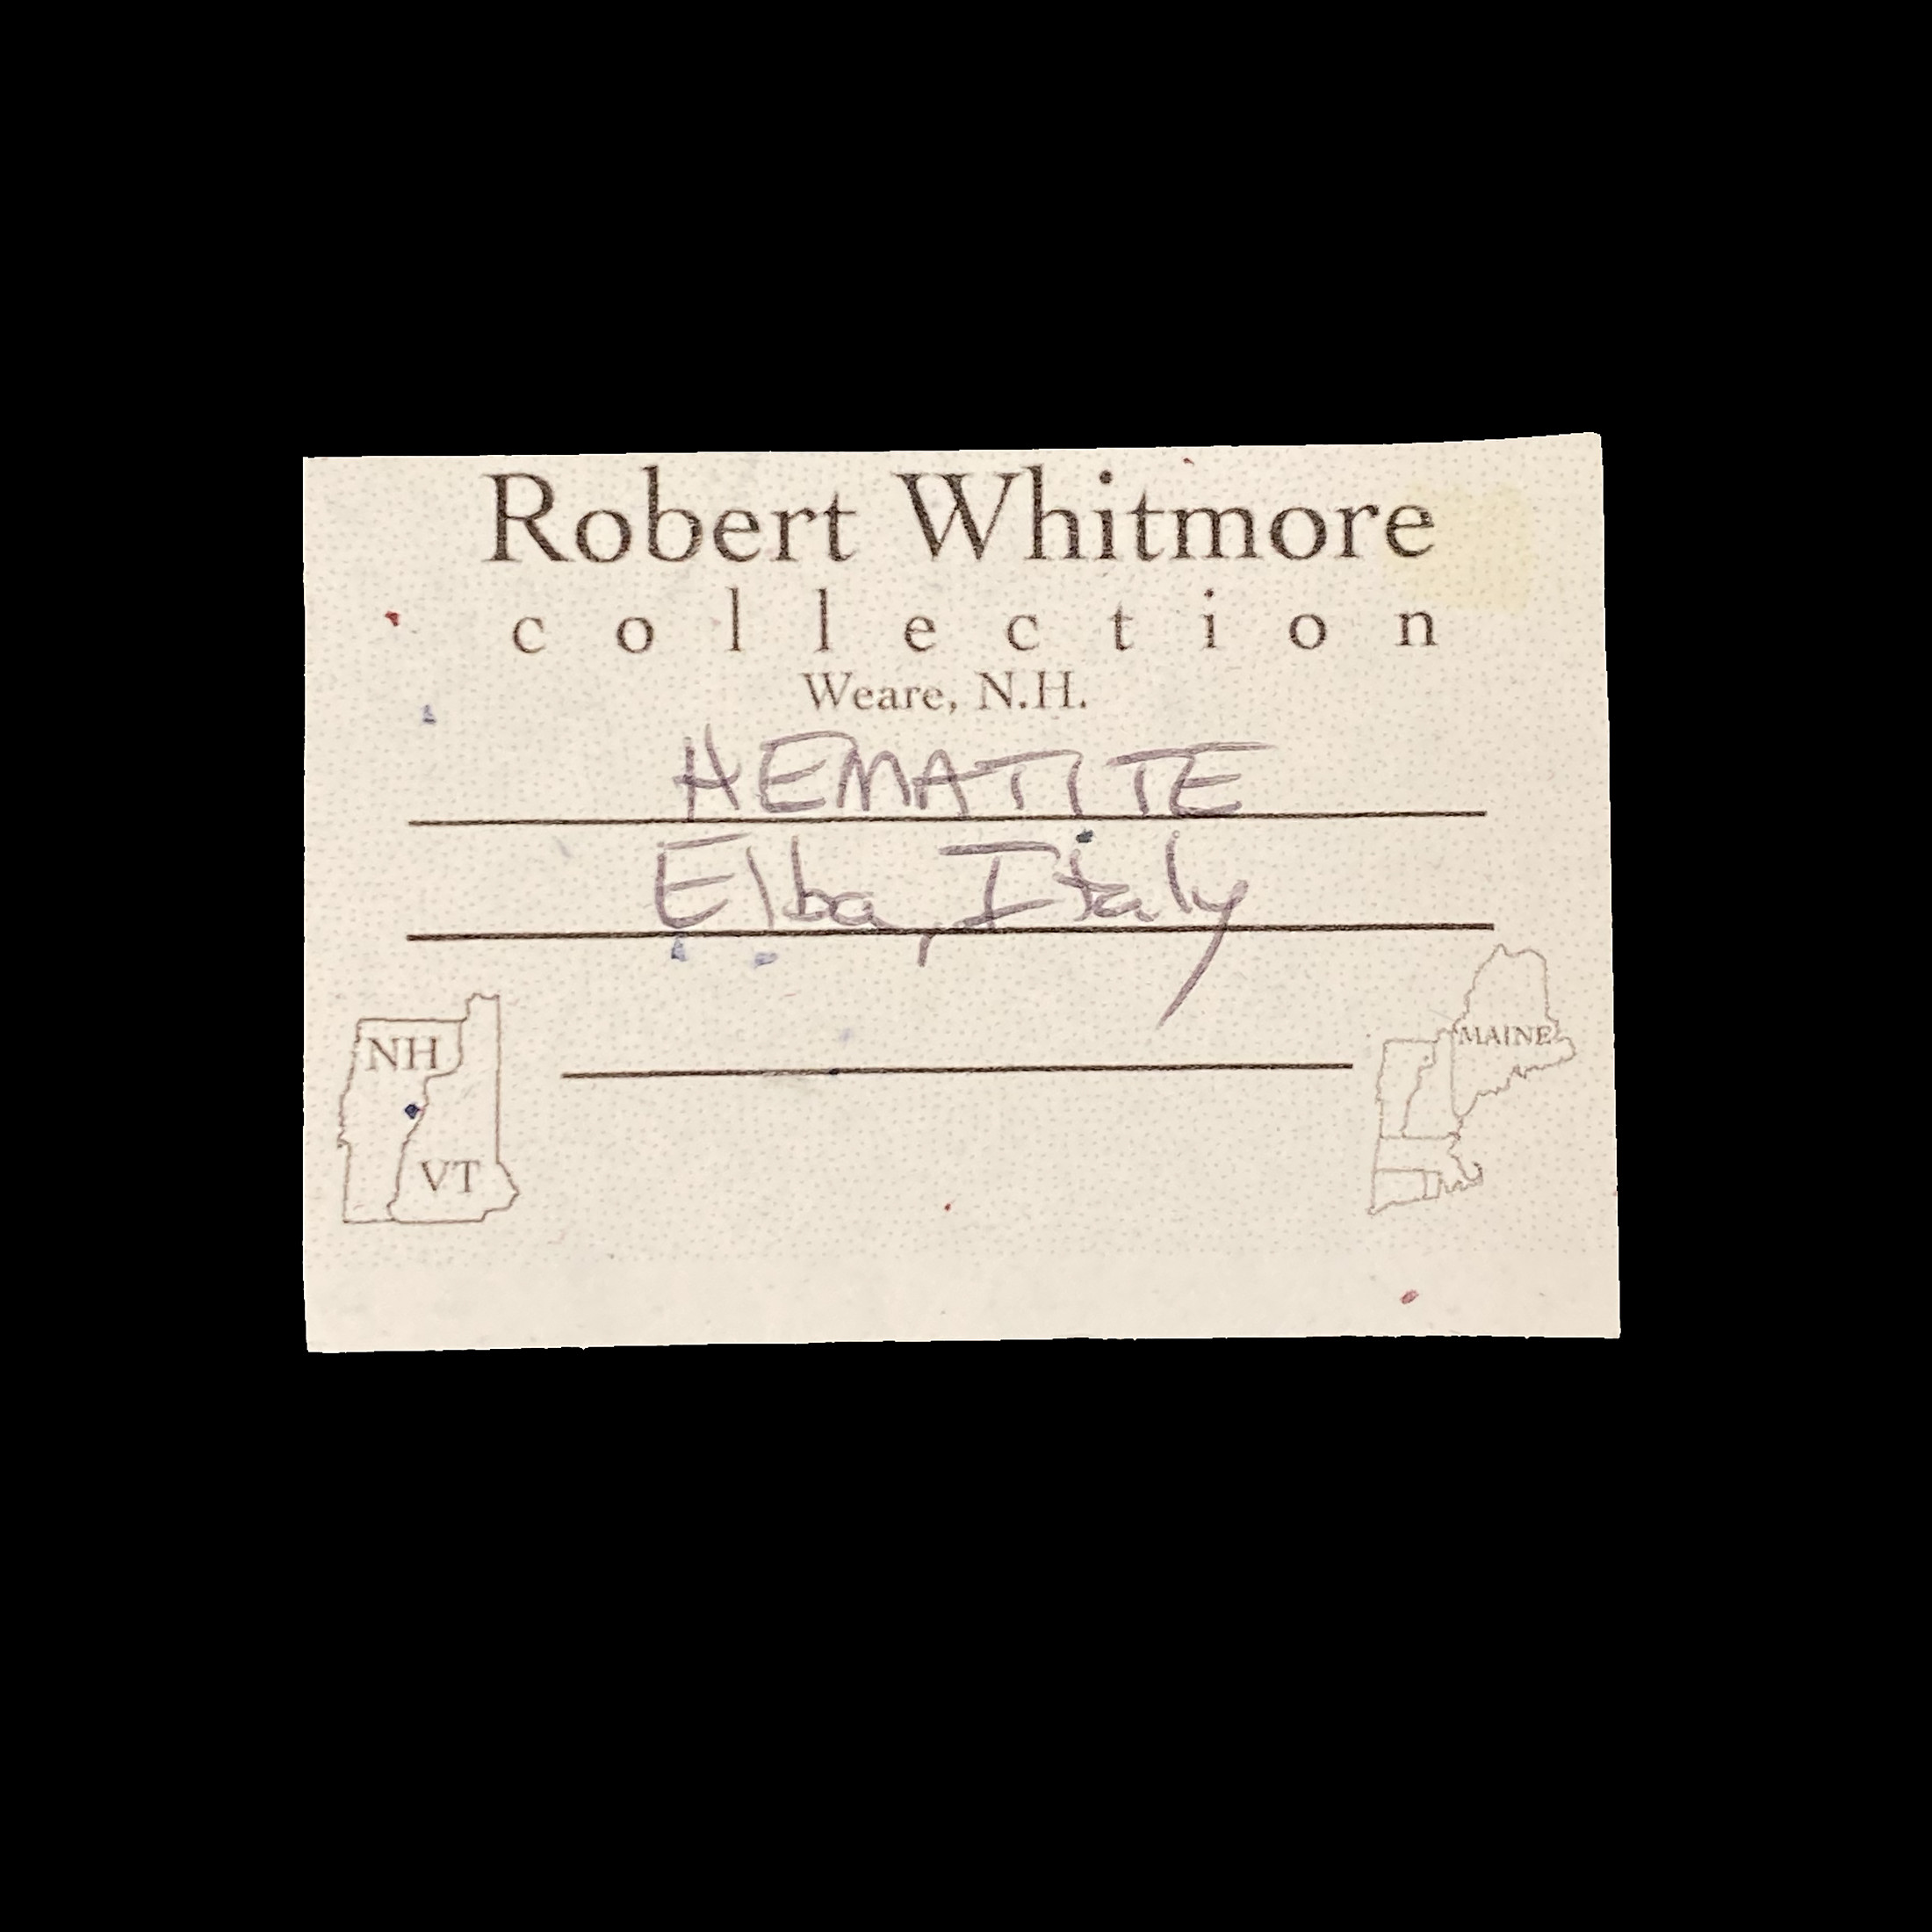 Robert Whitmore
collection
Weare, N.H.
HEMATITE
Elba, Italy
NH
VT
MAINE